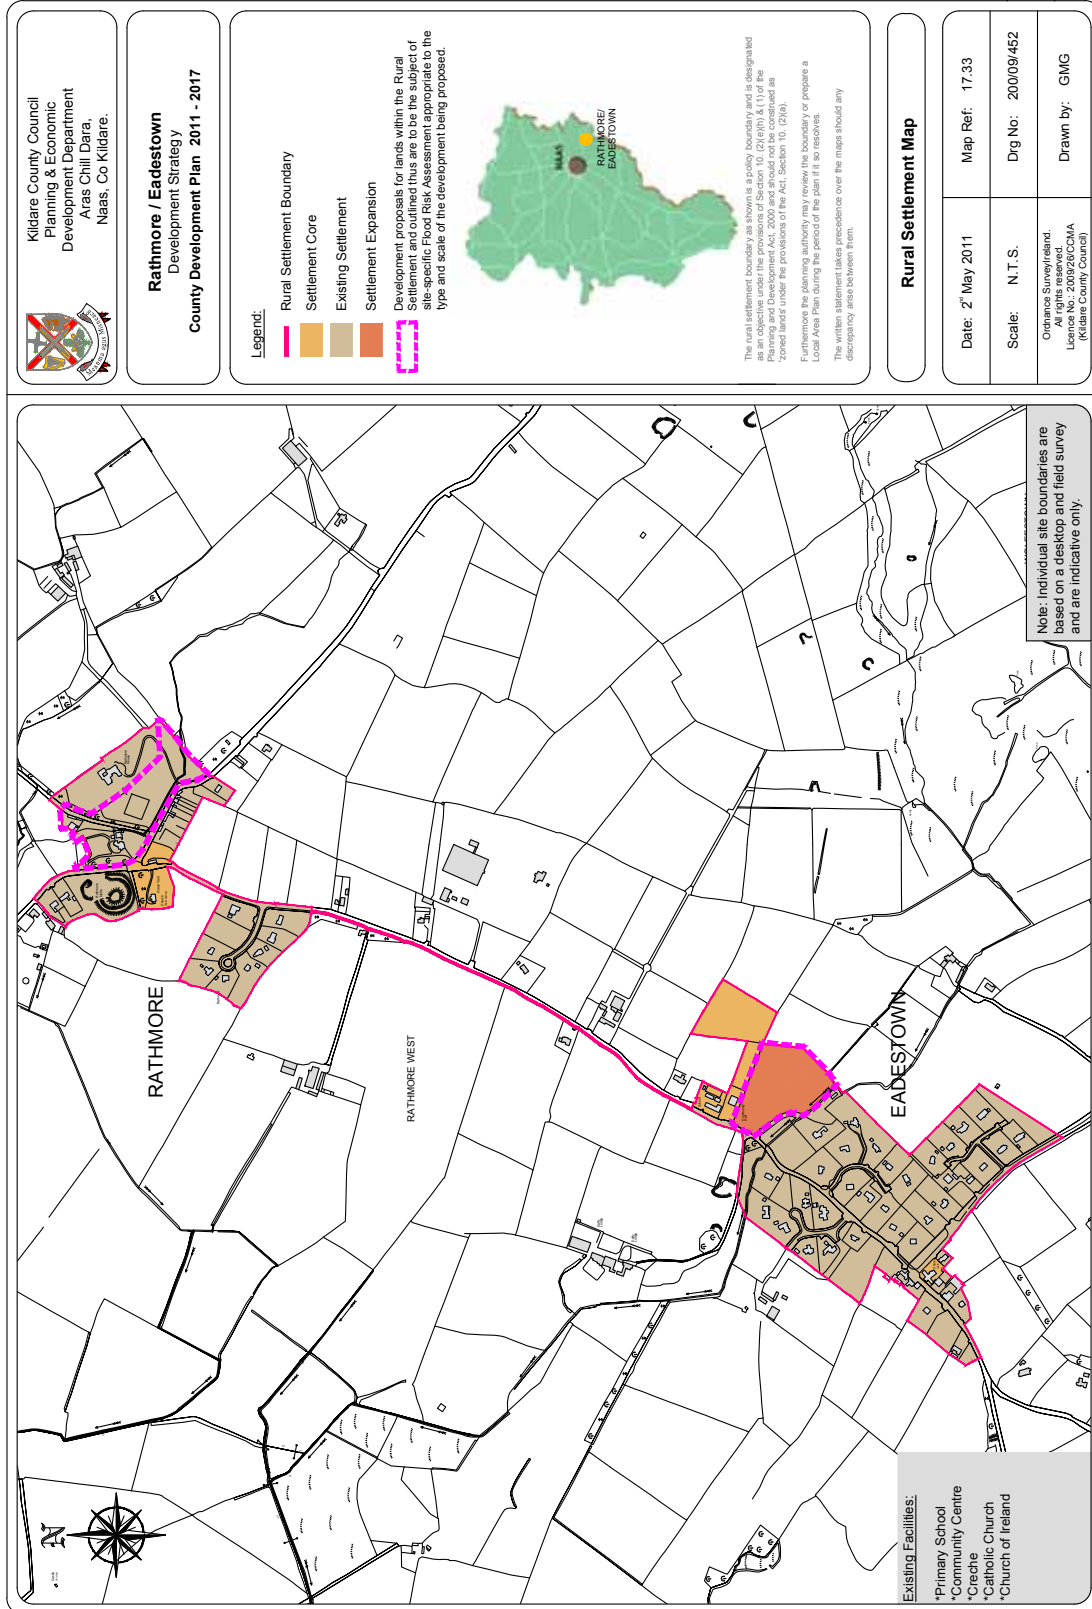 Kildare County Council
Planning & Economic
Development Department
Aras Chill Dara,
Naas, Co Kildare.
Rathmore / Eadestown
Development Strategy
County Development Plan 2011 - 2017
Legend:
Rural Settlement Boundary
Settlement Core
Existing Settlement
Settlement Expansion
Development proposals for lands within the Rural
Settlement and outlined thus are to be the subject of
site-specific Flood Risk Assessment appropriate to the
type and scale of the development being proposed.
NAAS
RATHMORE/
EADESTOWN
The rural settlement boundary as shown is a policy boundary and is designated
as an objective under the provisions of Section 10, (2)(e)(h) & (1) of the
Planning and Development Act, 2000 and should not be construed as
'zoned lands' under the provisions of the Act, Section 10, (2)(a).
Furthermore the planning authority may review the boundary or prepare a
Local Area Plan during the period of the plan if it so resolves.
The written statement takes precedence over the maps should any
discrepancy arise between them.
Rural Settlement Map
Date: 2nd May 2011
Map Ref: 17.33
Scale: N.T.S.
Drg No: 200/09/452
Ordnance Survey Ireland.
All rights reserved.
Licence No.: 2009/26/CCMA
(Kildare County Council)
Drawn by: GMG
RATHMORE
RATHMORE WEST
EADESTOWN
N
Note: Individual site boundaries are
based on a desktop and field survey
and are indicative only.
Existing Facilities:
*Primary School
*Community Centre
*Creche
*Catholic Church
*Church of Ireland